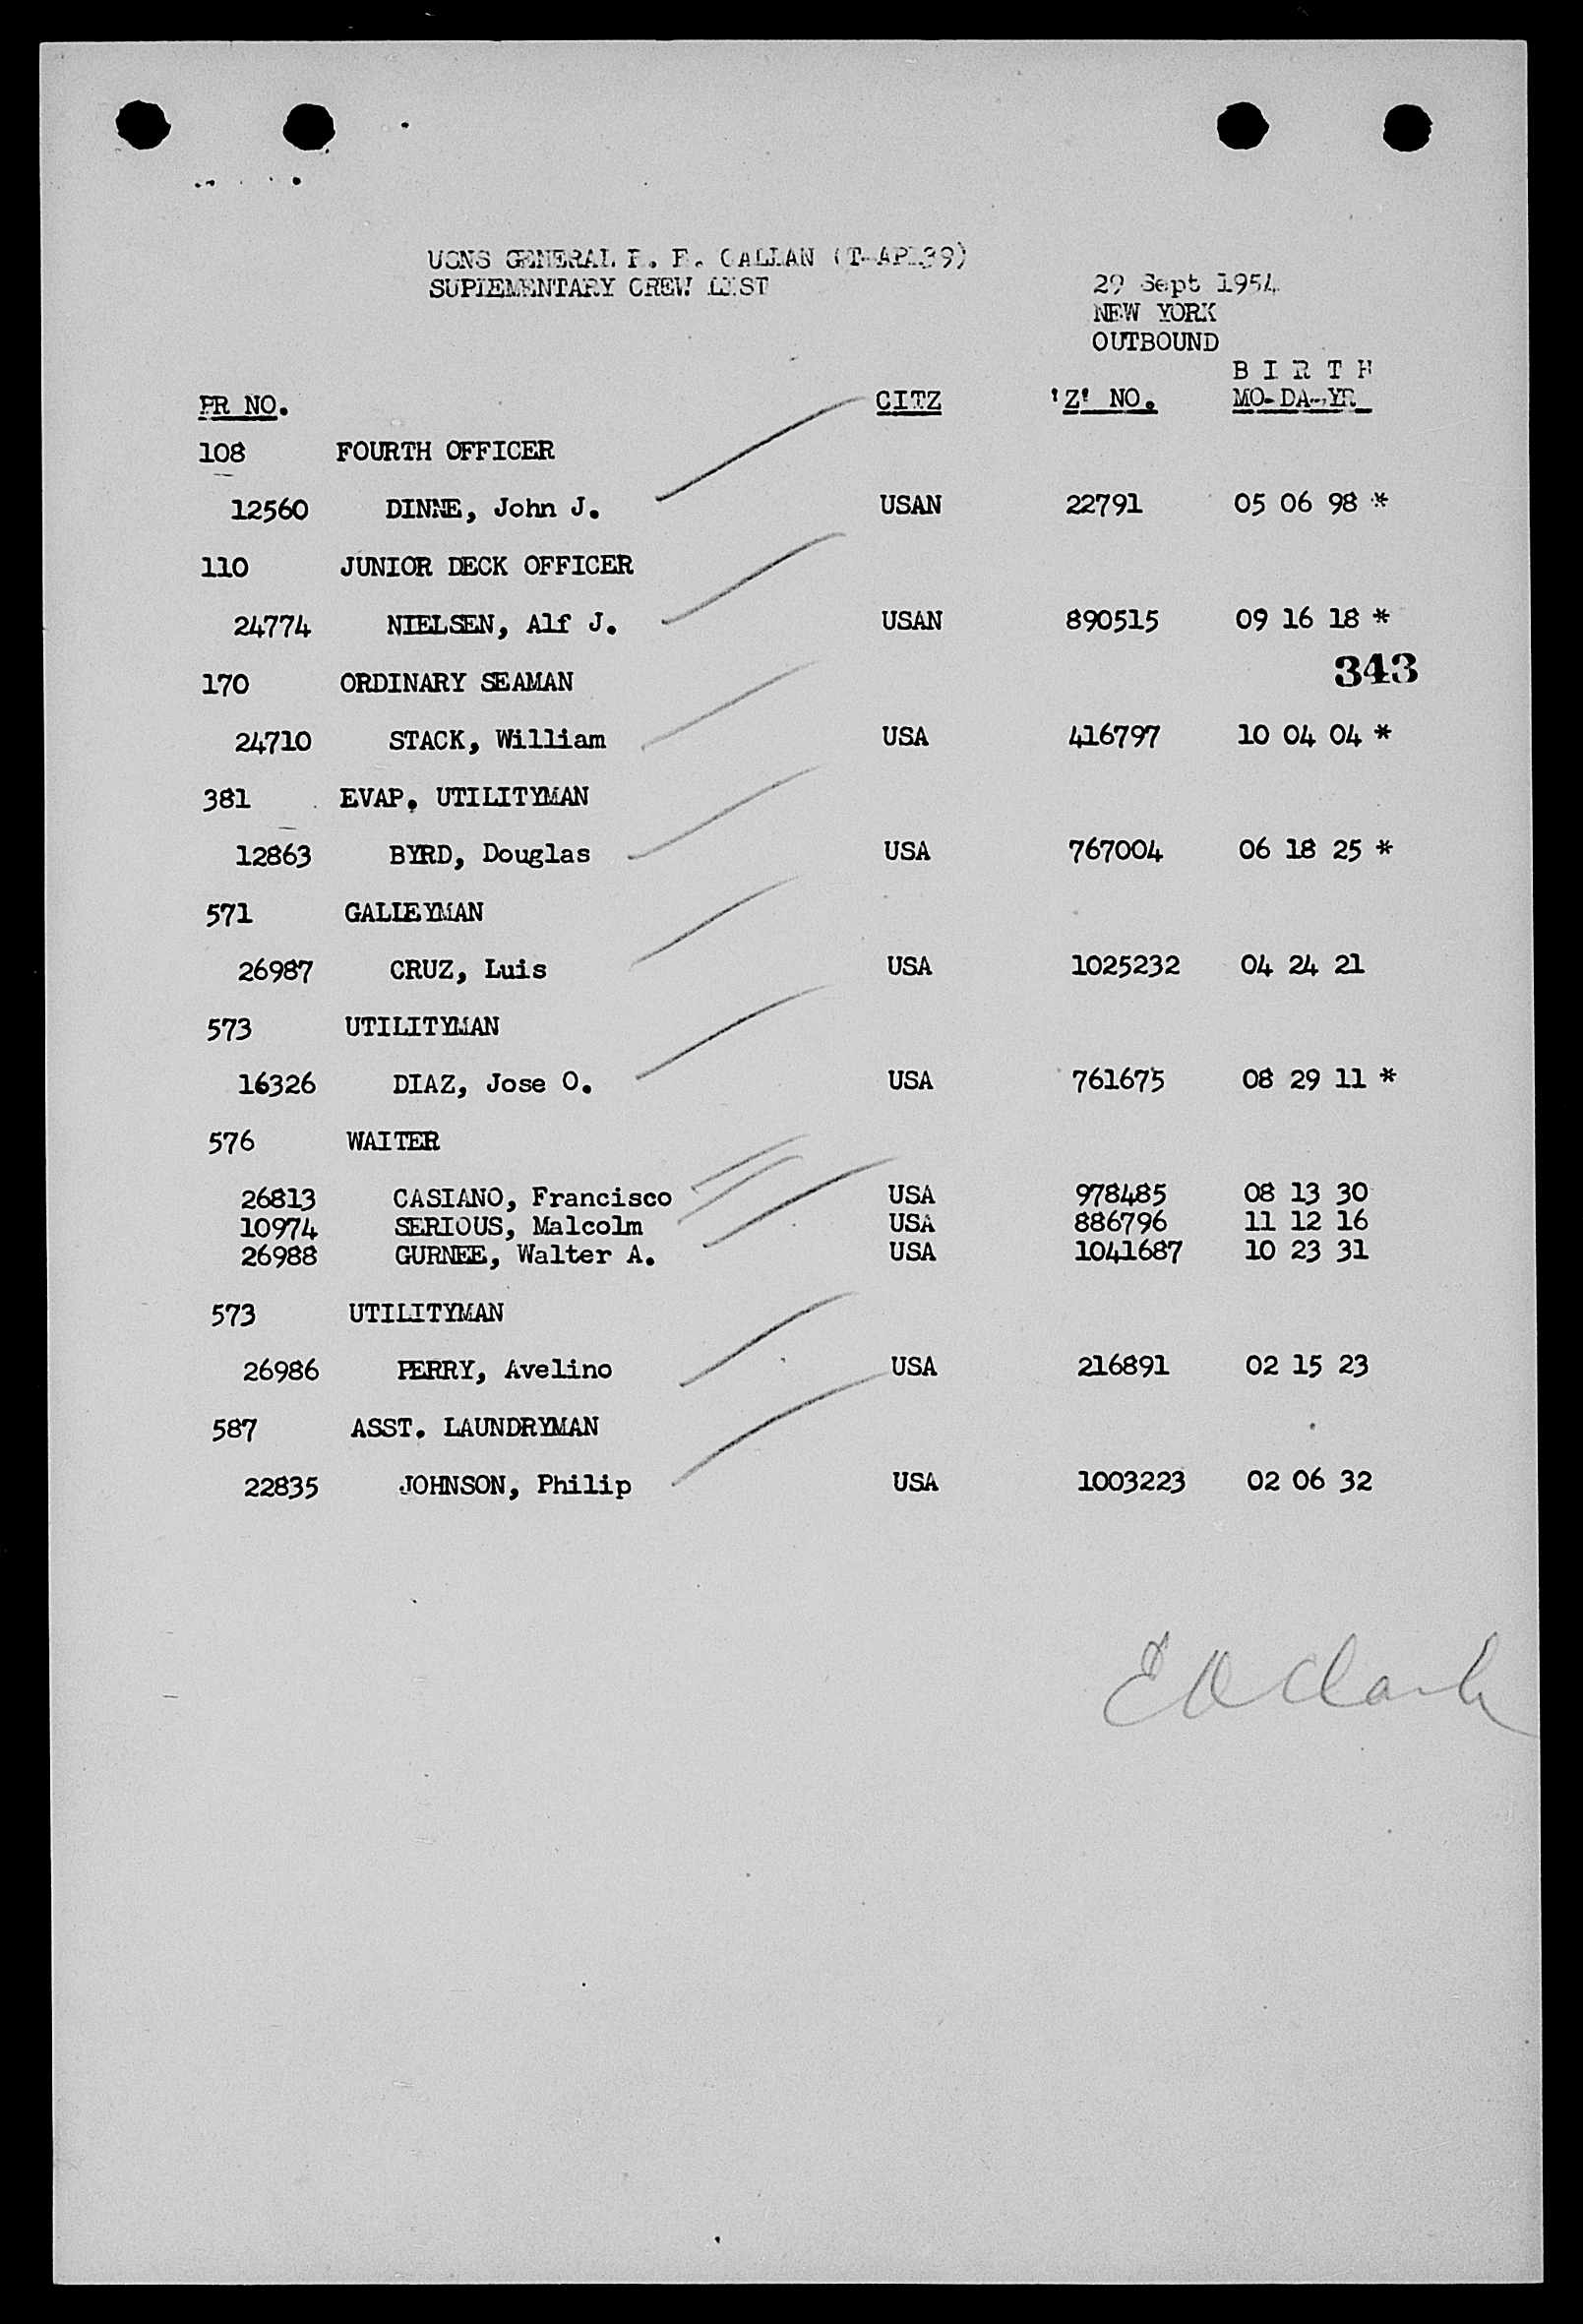 USNS GENERAL R. E. CALLAN (T-AP139)
SUPLEMENTARY CREW LIST
29 Sept 1954
NEW YORK
OUTBOUND
B I R T H
PR NO. CITZ 'Z' NO. MO-DA-YR
108 FOURTH OFFICER
12560 DINNE, John J. USAN 22791 05 06 98 *
110 JUNIOR DECK OFFICER
24774 NIELSEN, Alf J. USAN 890515 09 16 18 *
343
170 ORDINARY SEAMAN
24710 STACK, William USA 416797 10 04 04 *
381 EVAP. UTILITYMAN
12863 BYRD, Douglas USA 767004 06 18 25 *
571 GALLEYMAN
26987 CRUZ, Luis USA 1025232 04 24 21
573 UTILITYMAN
16326 DIAZ, Jose O. USA 761675 08 29 11 *
576 WAITER
26813 CASIANO, Francisco USA 978485 08 13 30
10974 SERIOUS, Malcolm USA 886796 11 12 16
26988 GURNEE, Walter A. USA 1041687 10 23 31
573 UTILITYMAN
26986 PERRY, Avelino USA 216891 02 15 23
587 ASST. LAUNDRYMAN
22835 JOHNSON, Philip USA 1003223 02 06 32
E O Clark